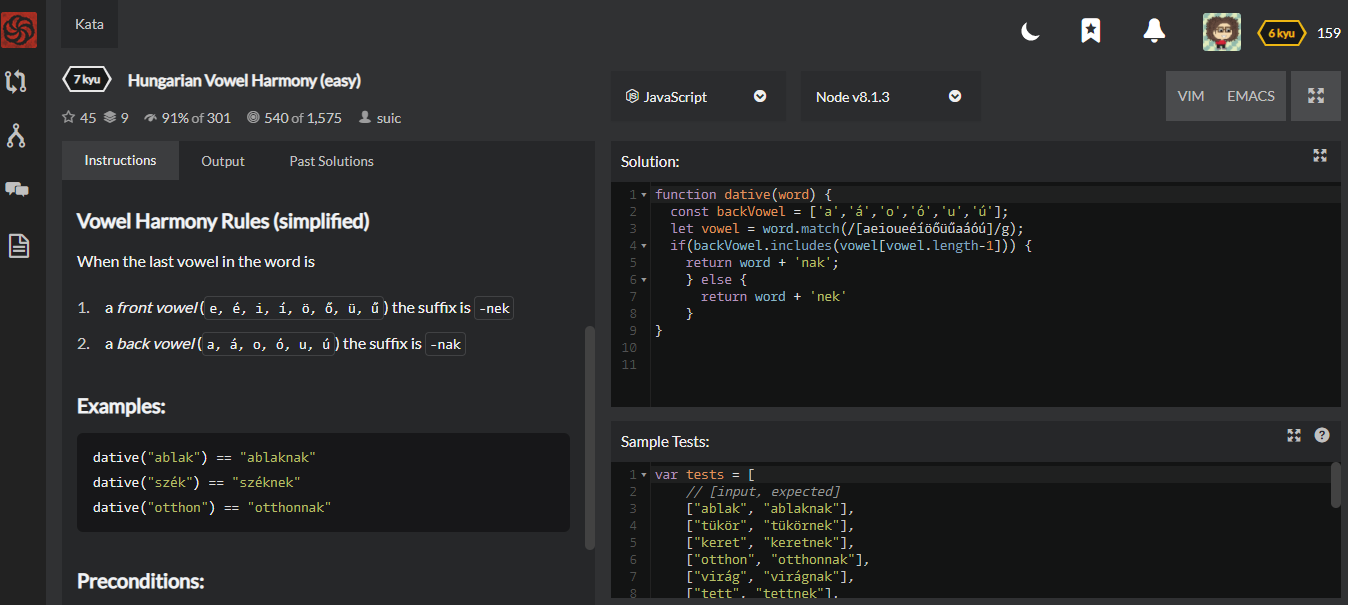 Kata
6 kyu 159
7 kyu Hungarian Vowel Harmony (easy)
45 9 91% of 301 540 of 1,575 suic
JavaScript
Node v8.1.3
VIM EMACS
Instructions Output Past Solutions
Vowel Harmony Rules (simplified)
When the last vowel in the word is
1. a front vowel (e, é, i, í, ö, ő, ü, ű) the suffix is -nek
2. a back vowel (a, á, o, ó, u, ú) the suffix is -nak
Examples:
dative("ablak") == "ablaknak"
dative("szék") == "széknek"
dative("otthon") == "otthonnak"
Preconditions:
Solution:
1 function dative(word) {
2 const backVowel = ['a','á','o','ó','u','ú'];
3 let vowel = word.match(/[aeioueéíöőüűaáóú]/g);
4 if(backVowel.includes(vowel[vowel.length-1])) {
5 return word + 'nak';
6 } else {
7 return word + 'nek'
8 }
9 }
10
11
Sample Tests:
1 var tests = [
2 // [input, expected]
3 ["ablak", "ablaknak"],
4 ["tükör", "tükörnek"],
5 ["keret", "keretnek"],
6 ["otthon", "otthonnak"],
7 ["virág", "virágnak"],
8 ["tett", "tettnek"],